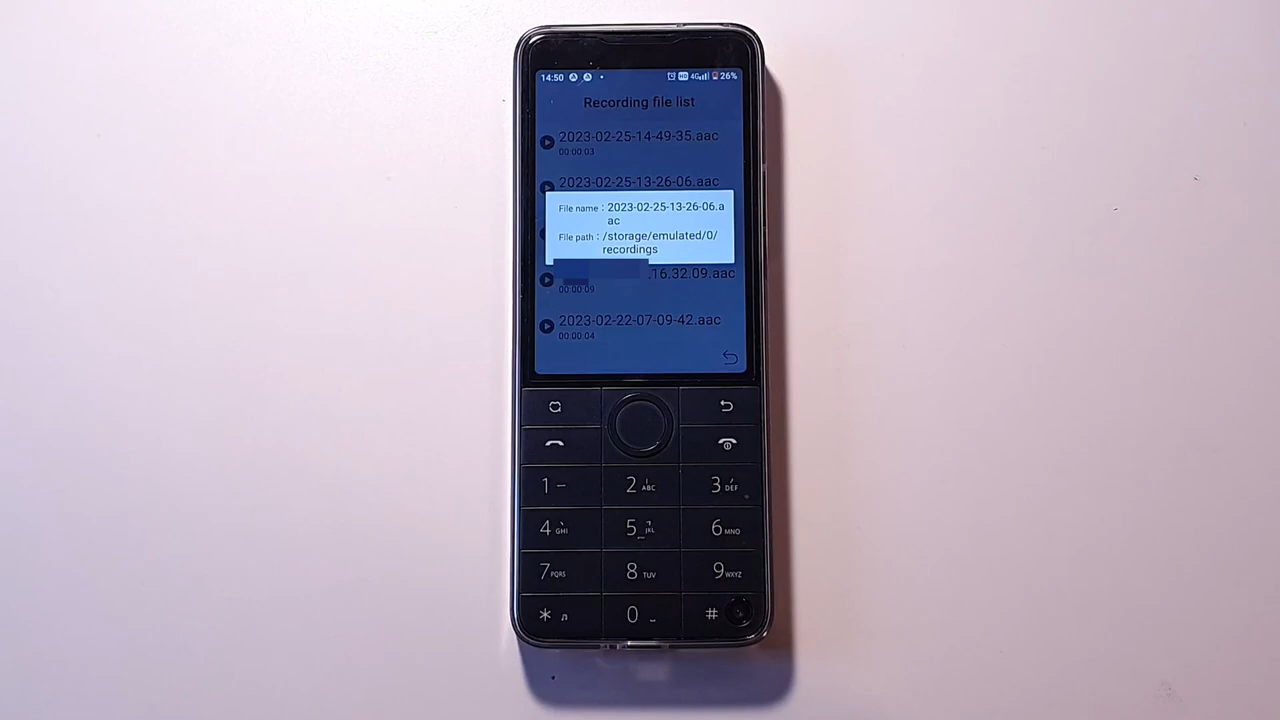 14:50 HD 4G 26%
Recording file list
2023-02-25-14-49-35.aac
00:00:03
2023-02-25-13-26-06.aac
File name : 2023-02-25-13-26-06.a
ac
File path : /storage/emulated/0/
recordings
.16.32.09.aac
00:00:09
2023-02-22-07-09-42.aac
00:00:04
1 2 ABC 3 DEF
4 GHI 5 JKL 6 MNO
7 PQRS 8 TUV 9 WXYZ
* 0 #